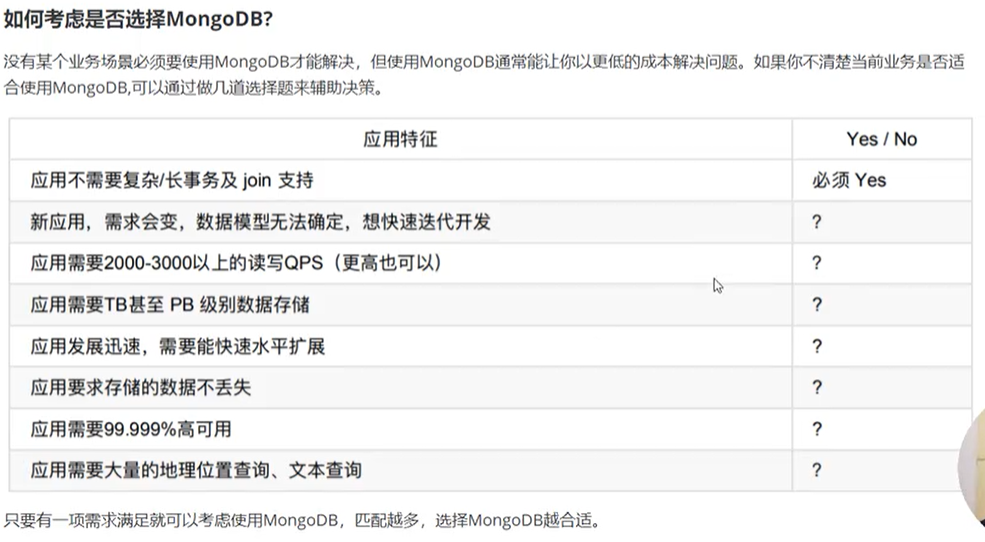 如何考虑是否选择MongoDB?
没有某个业务场景必须要使用MongoDB才能解决，但使用MongoDB通常能让你以更低的成本解决问题。如果你不清楚当前业务是否适
合使用MongoDB,可以通过做几道选择题来辅助决策。
应用特征 Yes / No
应用不需要复杂/长事务及 join 支持 必须 Yes
新应用，需求会变，数据模型无法确定，想快速迭代开发 ?
应用需要2000-3000以上的读写QPS（更高也可以） ?
应用需要TB甚至 PB 级别数据存储 ?
应用发展迅速，需要能快速水平扩展 ?
应用要求存储的数据不丢失 ?
应用需要99.999%高可用 ?
应用需要大量的地理位置查询、文本查询 ?
只要有一项需求满足就可以考虑使用MongoDB，匹配越多，选择MongoDB越合适。